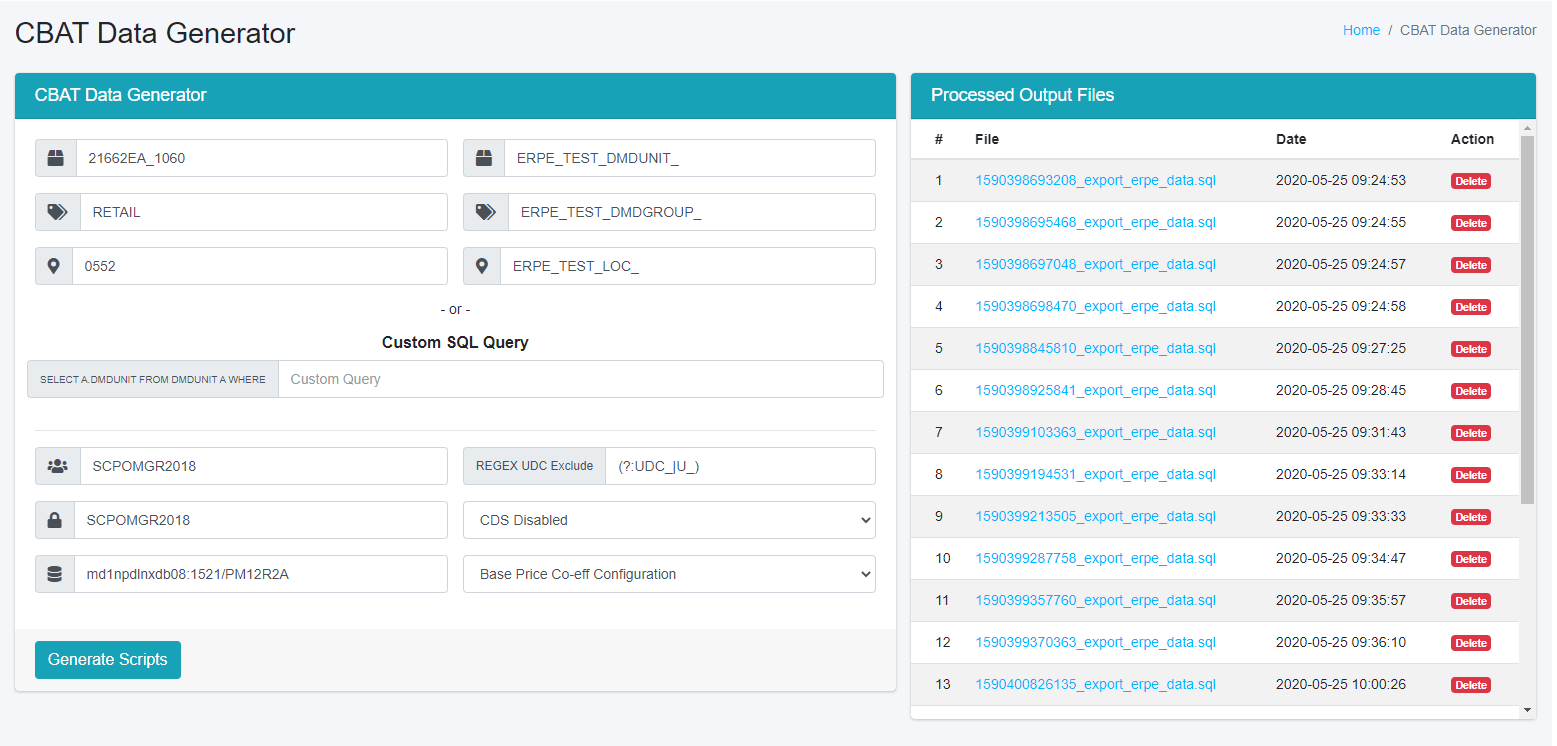 CBAT Data Generator
Home / CBAT Data Generator
CBAT Data Generator
21662EA_1060
ERPE_TEST_DMDUNIT_
RETAIL
ERPE_TEST_DMDGROUP_
0552
ERPE_TEST_LOC_
- or -
Custom SQL Query
SELECT A.DMDUNIT FROM DMDUNIT A WHERE
Custom Query
SCPOMGR2018
REGEX UDC Exclude
(?:UDC_|U_)
SCPOMGR2018
CDS Disabled
md1npdlnxdb08:1521/PM12R2A
Base Price Co-eff Configuration
Generate Scripts
Processed Output Files
# File Date Action
1 1590398693208_export_erpe_data.sql 2020-05-25 09:24:53 Delete
2 1590398695468_export_erpe_data.sql 2020-05-25 09:24:55 Delete
3 1590398697048_export_erpe_data.sql 2020-05-25 09:24:57 Delete
4 1590398698470_export_erpe_data.sql 2020-05-25 09:24:58 Delete
5 1590398845810_export_erpe_data.sql 2020-05-25 09:27:25 Delete
6 1590398925841_export_erpe_data.sql 2020-05-25 09:28:45 Delete
7 1590399103363_export_erpe_data.sql 2020-05-25 09:31:43 Delete
8 1590399194531_export_erpe_data.sql 2020-05-25 09:33:14 Delete
9 1590399213505_export_erpe_data.sql 2020-05-25 09:33:33 Delete
10 1590399287758_export_erpe_data.sql 2020-05-25 09:34:47 Delete
11 1590399357760_export_erpe_data.sql 2020-05-25 09:35:57 Delete
12 1590399370363_export_erpe_data.sql 2020-05-25 09:36:10 Delete
13 1590400826135_export_erpe_data.sql 2020-05-25 10:00:26 Delete